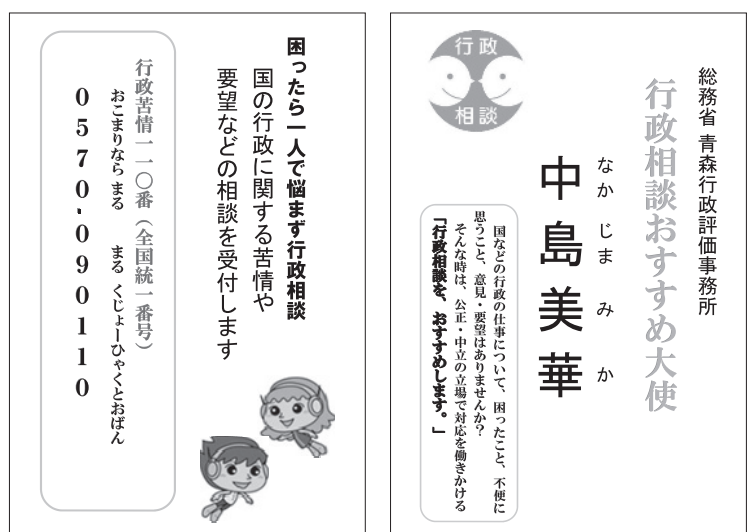 総務省 青森行政評価事務所
行政相談おすすめ大使
なか じま み か
中島美華
国などの行政の仕事について、困ったこと、不便に
思うこと、意見・要望はありませんか?
そんな時は、公正・中立の立場で対応を働きかける
「行政相談を、おすすめします。」
行政
相談
困ったら一人で悩まず行政相談
国の行政に関する苦情や
要望などの相談を受付します
行政苦情一一〇番(全国統一番号)
おこまりなら まる まる くじょーひゃくとおばん
0570-090110